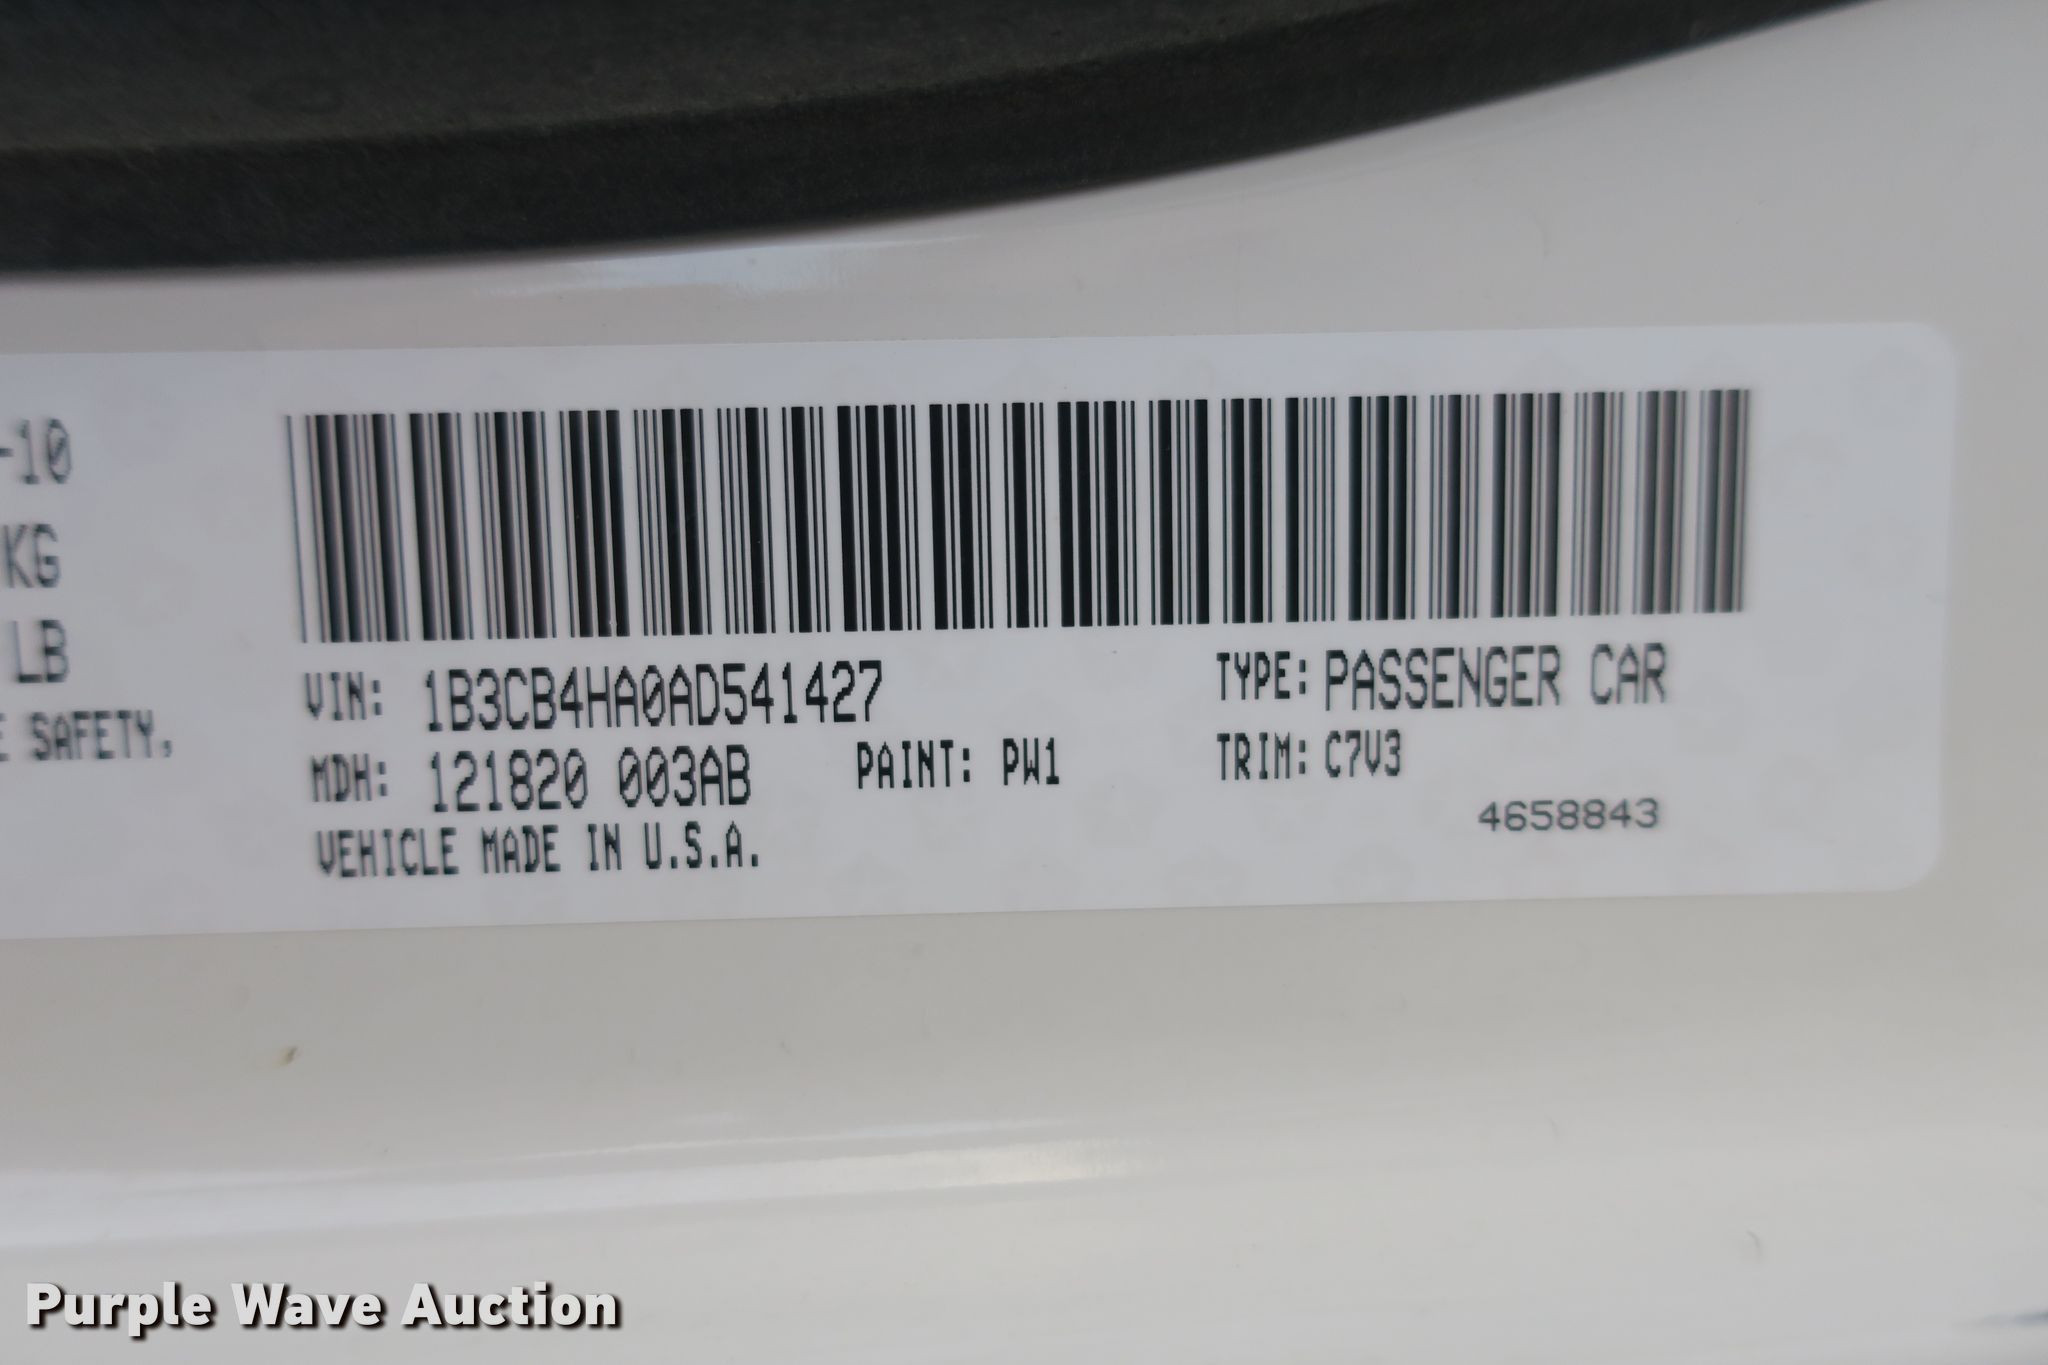 -10
KG
LB
E SAFETY,
VIN: 1B3CB4HA0AD541427
TYPE: PASSENGER CAR
MDH: 121820 003AB
PAINT: PW1
TRIM: C7V3
4658843
VEHICLE MADE IN U.S.A.
Purple Wave Auction